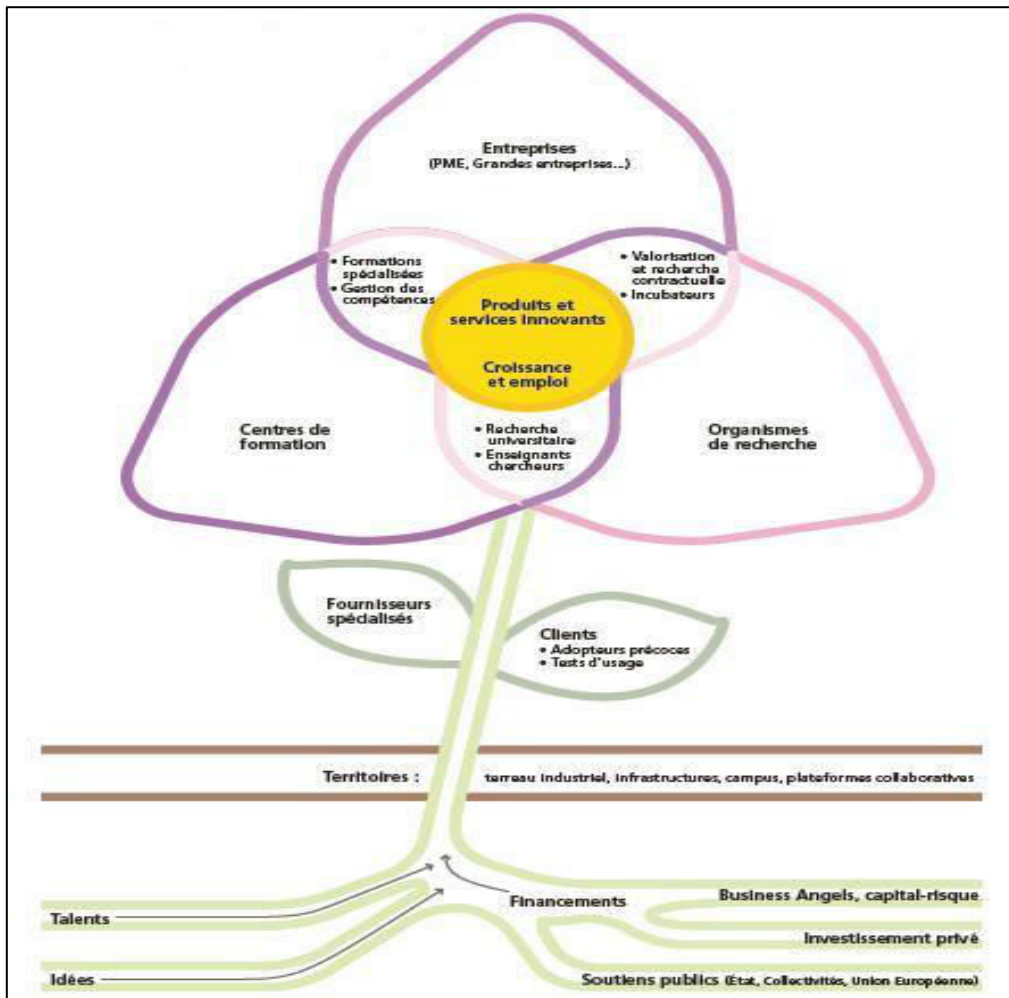 Entreprises
(PME, Grandes entreprises...)
• Formations
spécialisées
• Gestion des
compétences
• Valorisation
et recherche
contractuelle
• Incubateurs
Produits et
services innovants
Croissance
et emploi
Centres de
formation
• Recherche
universitaire
• Enseignants
chercheurs
Organismes
de recherche
Fournisseurs
spécialisés
Clients
• Adopteurs précoces
• Tests d'usage
Territoires : terreau industriel, infrastructures, campus, plateformes collaboratives
Talents
Idées
Financements
Business Angels, capital-risque
Investissement privé
Soutiens publics (État, Collectivités, Union Européenne)